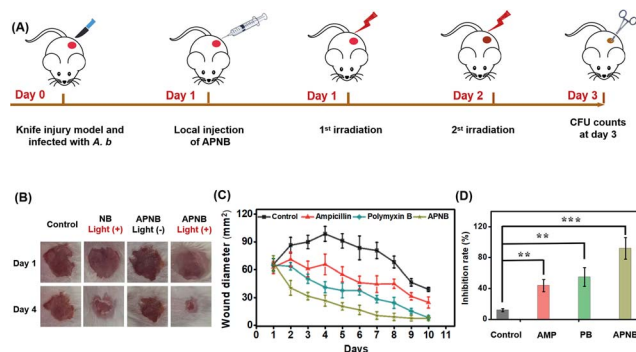 (A)
Day 0
Day 1
Day 1
Day 2
Day 3
Knife injury model and
infected with A. b
Local injection
of APNB
1st irradiation
2st irradiation
CFU counts
at day 3
(B)
Control
NB
Light (+)
APNB
Light (-)
APNB
Light (+)
Day 1
Day 4
(C)
Control
Ampicillin
Polymyxin B
APNB
Wound diameter (mm²)
120
90
60
30
0
0 1 2 3 4 5 6 7 8 9 10
Days
(D)
Inhibition rate (%)
120
80
40
0
***
**
**
Control
AMP
PB
APNB